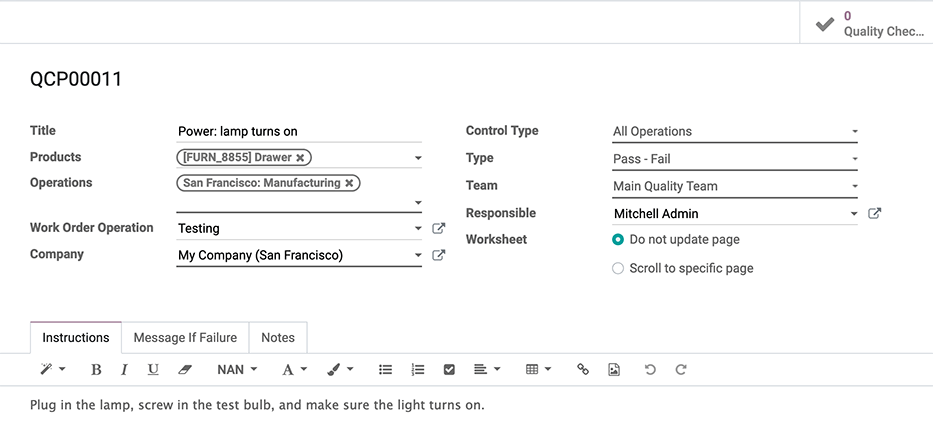 0
Quality Chec...
QCP00011
Title Power: lamp turns on
Products [FURN_8855] Drawer ×
Operations San Francisco: Manufacturing ×
Work Order Operation Testing
Company My Company (San Francisco)
Control Type All Operations
Type Pass - Fail
Team Main Quality Team
Responsible Mitchell Admin
Worksheet Do not update page
Scroll to specific page
Instructions Message If Failure Notes
B I U NAN A
Plug in the lamp, screw in the test bulb, and make sure the light turns on.